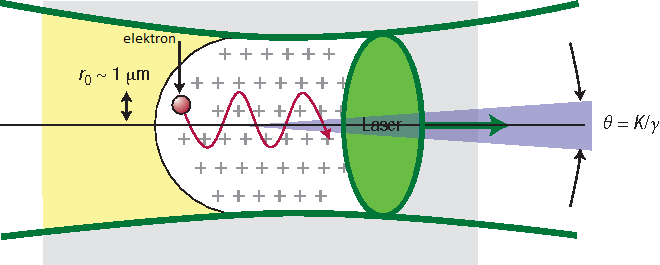 elektron
r₀ ~ 1 μm
Laser
θ = K/γ